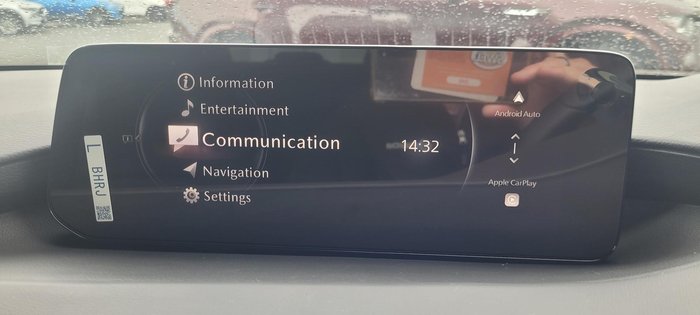 Information
Entertainment
Communication
Navigation
Settings
14:32
Android Auto
Apple CarPlay
L BHRJ